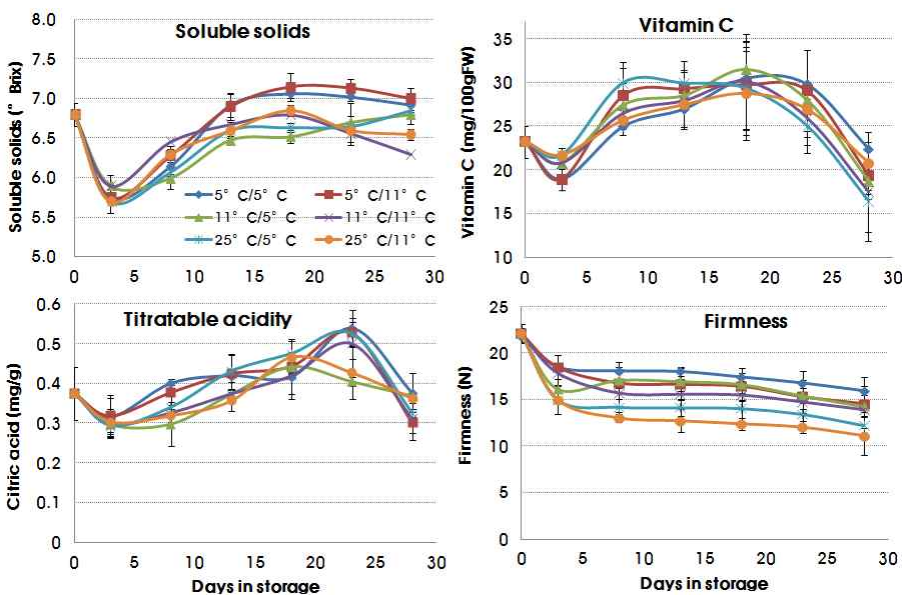 Soluble solids
Soluble solids (° Brix)
8.0
7.0
6.5
6.0
5.5
5.0
0 5 10 15 20 25 30
5° C/5° C
5° C/11° C
11° C/5° C
11° C/11° C
25° C/5° C
25° C/11° C
Vitamin C
Vitamin C (mg/100gFW)
35
30
25
20
15
10
0 5 10 15 20 25 30
Titratable acidity
Citric acid (mg/g)
0.6
0.5
0.4
0.3
0.2
0.1
0
0 5 10 15 20 25 30
Days in storage
Firmness
Firmness (N)
25
20
15
10
5
0
0 5 10 15 20 25 30
Days in storage